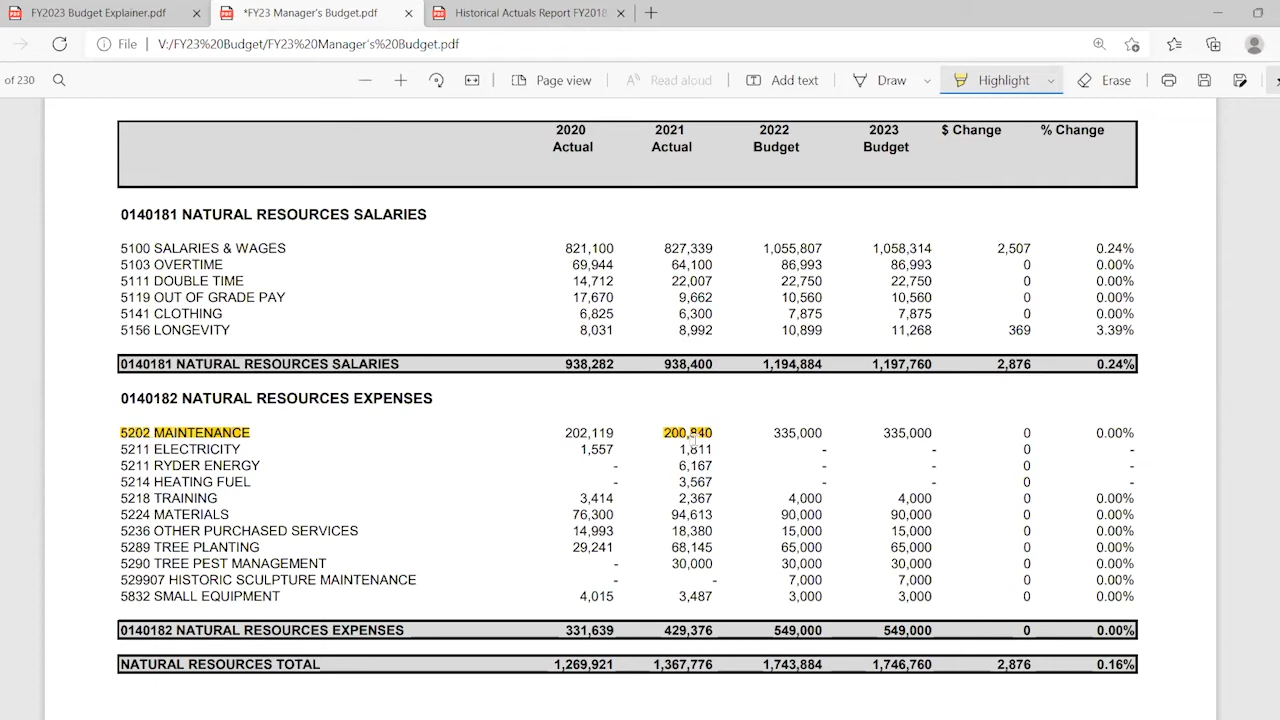 FY2023 Budget Explainer.pdf
*FY23 Manager's Budget.pdf
Historical Actuals Report FY2018
File | V:/FY23%20Budget/FY23%20Manager's%20Budget.pdf
of 230
Page view
Read aloud
Add text
Draw
Highlight
Erase
2020 2021 2022 2023 $ Change % Change
Actual Actual Budget Budget
0140181 NATURAL RESOURCES SALARIES
5100 SALARIES & WAGES 821,100 827,339 1,055,807 1,058,314 2,507 0.24%
5103 OVERTIME 69,944 64,100 86,993 86,993 0 0.00%
5111 DOUBLE TIME 14,712 22,007 22,750 22,750 0 0.00%
5119 OUT OF GRADE PAY 17,670 9,662 10,560 10,560 0 0.00%
5141 CLOTHING 6,825 6,300 7,875 7,875 0 0.00%
5156 LONGEVITY 8,031 8,992 10,899 11,268 369 3.39%
0140181 NATURAL RESOURCES SALARIES 938,282 938,400 1,194,884 1,197,760 2,876 0.24%
0140182 NATURAL RESOURCES EXPENSES
5202 MAINTENANCE 202,119 200,840 335,000 335,000 0 0.00%
5211 ELECTRICITY 1,557 1,811 - - 0 -
5211 RYDER ENERGY - 6,167 - - 0 -
5214 HEATING FUEL - 3,567 - - 0 -
5218 TRAINING 3,414 2,367 4,000 4,000 0 0.00%
5224 MATERIALS 76,300 94,613 90,000 90,000 0 0.00%
5236 OTHER PURCHASED SERVICES 14,993 18,380 15,000 15,000 0 0.00%
5289 TREE PLANTING 29,241 68,145 65,000 65,000 0 0.00%
5290 TREE PEST MANAGEMENT - 30,000 30,000 30,000 0 0.00%
529907 HISTORIC SCULPTURE MAINTENANCE - - 7,000 7,000 0 0.00%
5832 SMALL EQUIPMENT 4,015 3,487 3,000 3,000 0 0.00%
0140182 NATURAL RESOURCES EXPENSES 331,639 429,376 549,000 549,000 0 0.00%
NATURAL RESOURCES TOTAL 1,269,921 1,367,776 1,743,884 1,746,760 2,876 0.16%